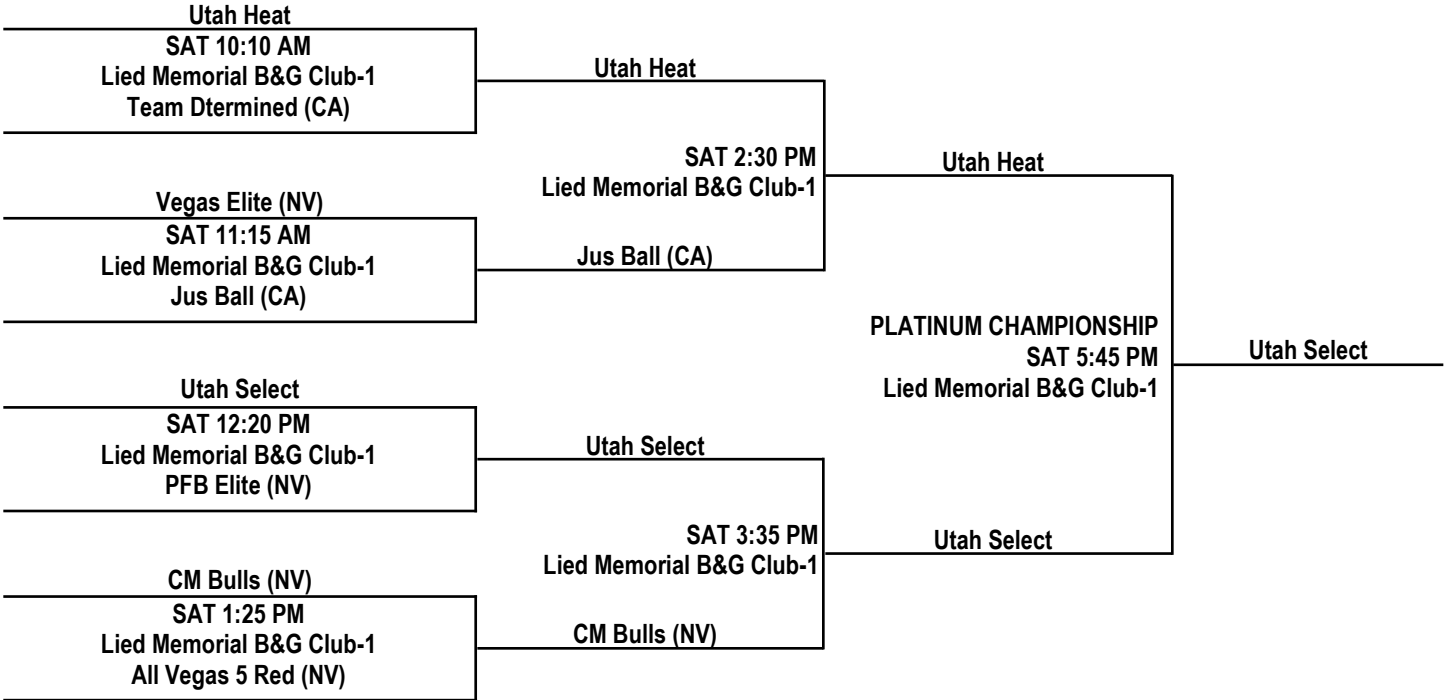 Utah Heat
SAT 10:10 AM
Lied Memorial B&G Club-1
Team Dtermined (CA)
Utah Heat
SAT 2:30 PM
Lied Memorial B&G Club-1
Utah Heat
Vegas Elite (NV)
SAT 11:15 AM
Lied Memorial B&G Club-1
Jus Ball (CA)
Jus Ball (CA)
PLATINUM CHAMPIONSHIP
SAT 5:45 PM
Lied Memorial B&G Club-1
Utah Select
Utah Select
SAT 12:20 PM
Lied Memorial B&G Club-1
PFB Elite (NV)
Utah Select
SAT 3:35 PM
Lied Memorial B&G Club-1
Utah Select
CM Bulls (NV)
SAT 1:25 PM
Lied Memorial B&G Club-1
All Vegas 5 Red (NV)
CM Bulls (NV)